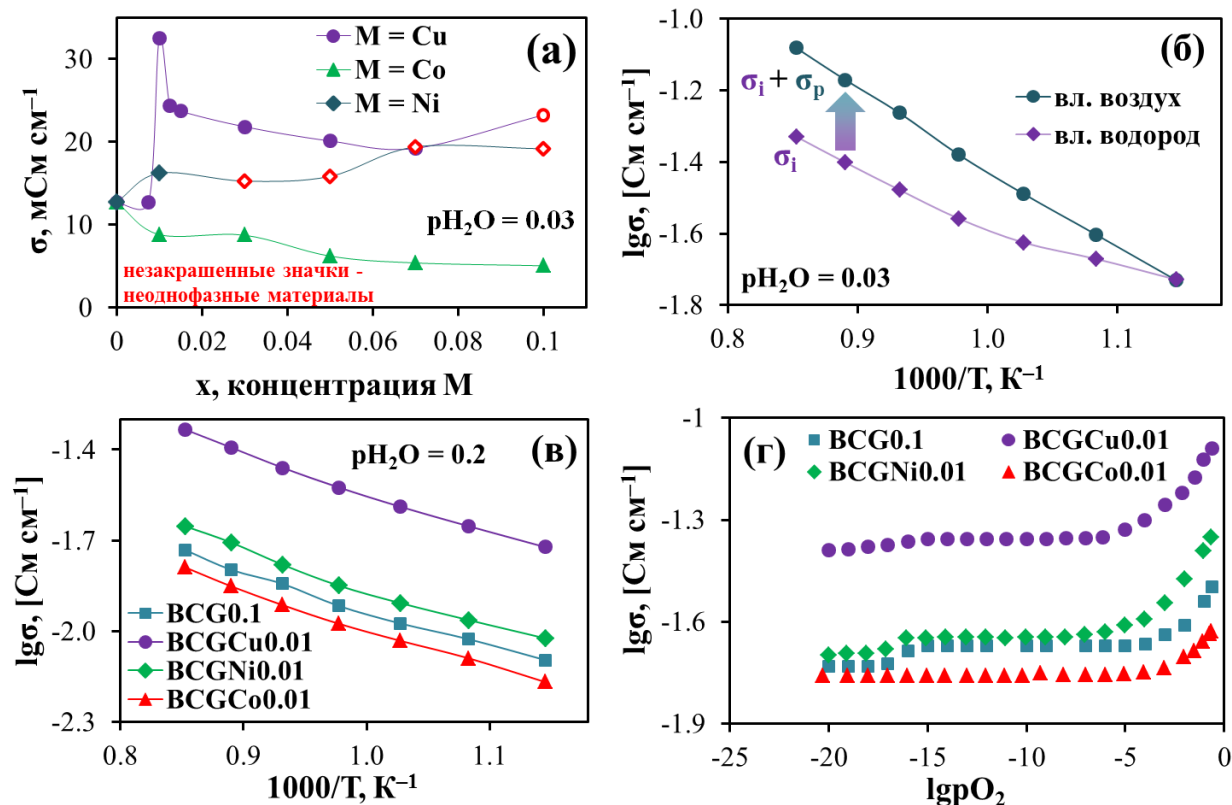 (а)
M = Cu
M = Co
M = Ni
30
20
10
0
σ, мСм см⁻¹
pH₂O = 0.03
незакрашенные значки -
неоднофазные материалы
0 0.02 0.04 0.06 0.08 0.1
x, концентрация M
(б)
-1.0
-1.2
-1.4
-1.6
-1.8
lgσ, [См см⁻¹]
σᵢ + σₚ
σᵢ
вл. воздух
вл. водород
pH₂O = 0.03
0.8 0.9 1.0 1.1
1000/T, К⁻¹
(в)
pH₂O = 0.2
-1.4
-1.7
-2.0
-2.3
lgσ, [См см⁻¹]
BCG0.1
BCGCu0.01
BCGNi0.01
BCGCo0.01
0.8 0.9 1.0 1.1
1000/T, К⁻¹
(г)
BCG0.1 BCGCu0.01
BCGNi0.01 BCGCo0.01
-1
-1.3
-1.6
-1.9
lgσ, [См см⁻¹]
-25 -20 -15 -10 -5 0
lgpO₂